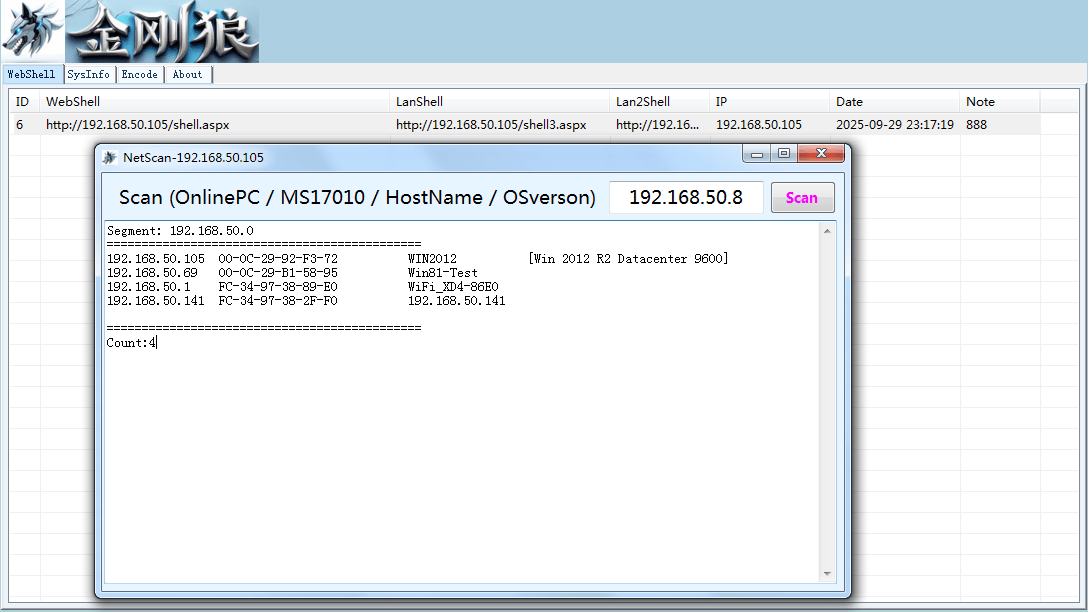 金刚狼
WebShell SysInfo Encode About
ID WebShell LanShell Lan2Shell IP Date Note
6 http://192.168.50.105/shell.aspx http://192.168.50.105/shell3.aspx http://192.16... 192.168.50.105 2025-09-29 23:17:19 888
NetScan-192.168.50.105
Scan (OnlinePC / MS17010 / HostName / OSverson) 192.168.50.8 Scan
Segment: 192.168.50.0
=============================================
192.168.50.105 00-0C-29-92-F3-72 WIN2012 [Win 2012 R2 Datacenter 9600]
192.168.50.69 00-0C-29-B1-58-95 Win81-Test
192.168.50.1 FC-34-97-38-89-E0 WiFi_XD4-86E0
192.168.50.141 FC-34-97-38-2F-F0 192.168.50.141
=============================================
Count:4